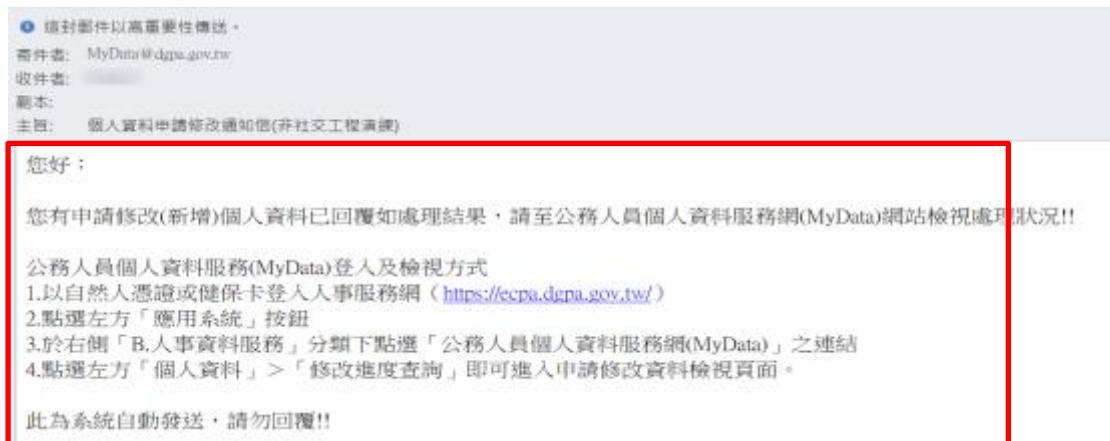 這封郵件以高重要性傳送。
寄件者: MyData@dgpa.gov.tw
收件者:
副本:
主旨: 個人資料申請修改通知信(非社交工程演練)
您好：
您有申請修改(新增)個人資料已回覆如處理結果，請至公務人員個人資料服務網(MyData)網站檢視處理狀況!!
公務人員個人資料服務(MyData)登入及檢視方式
1.以自然人憑證或健保卡登入人事服務網（https://ecpa.dgpa.gov.tw/）
2.點選左方「應用系統」按鈕
3.於右側「B.人事資料服務」分類下點選「公務人員個人資料服務網(MyData)」之連結
4.點選左方「個人資料」＞「修改進度查詢」即可進入申請修改資料檢視頁面。
此為系統自動發送，請勿回覆!!